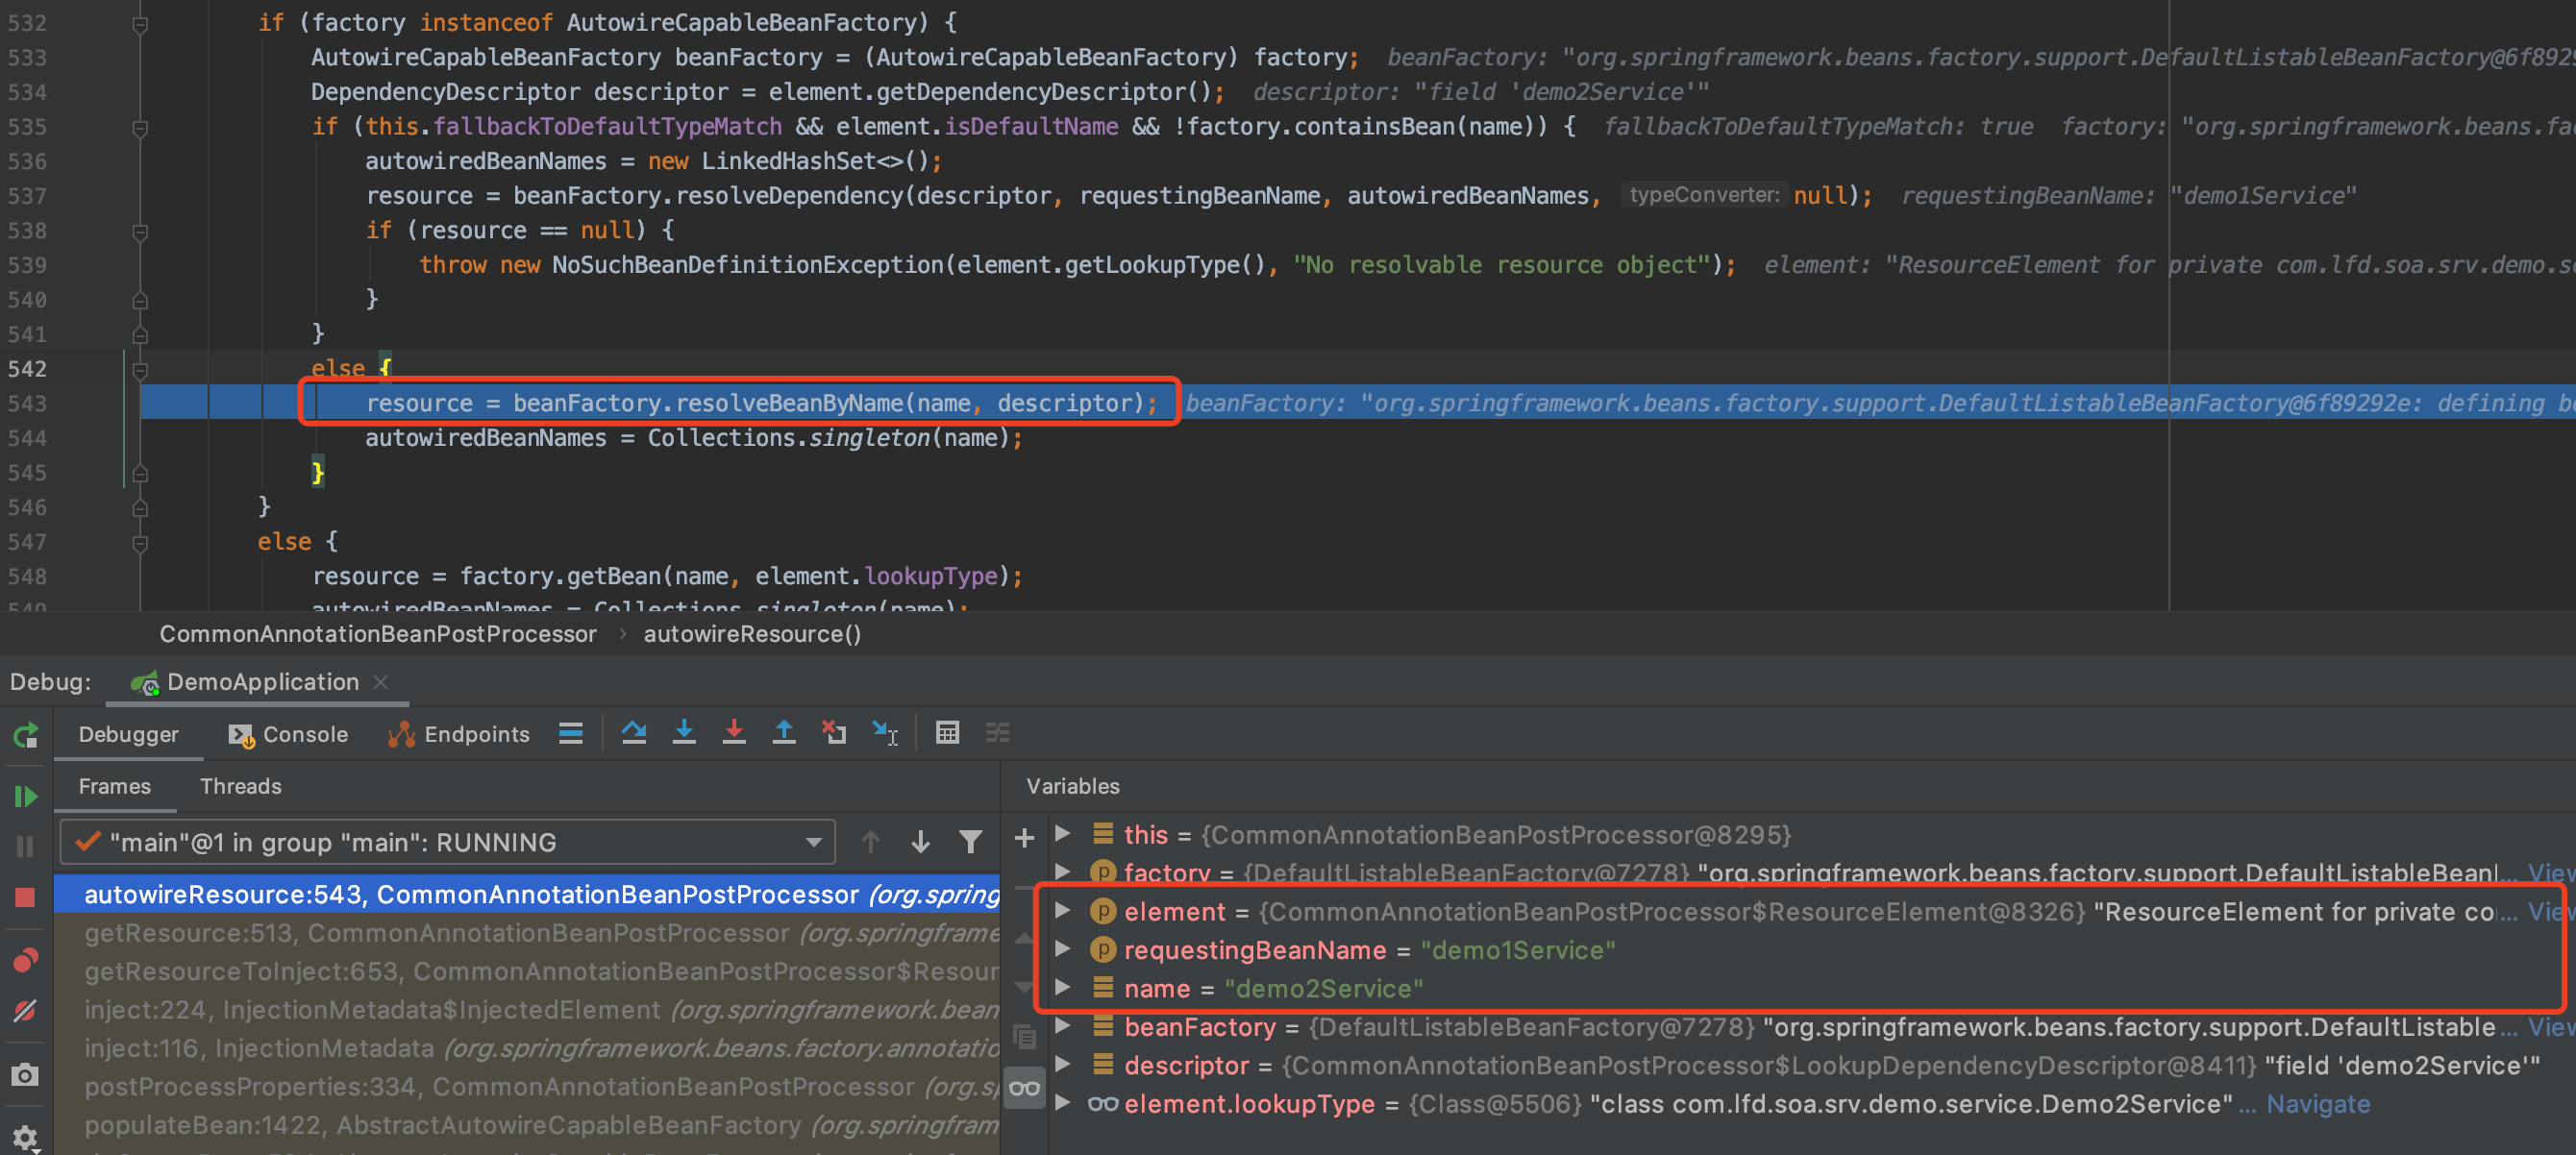 532 if (factory instanceof AutowireCapableBeanFactory) {
533 AutowireCapableBeanFactory beanFactory = (AutowireCapableBeanFactory) factory; beanFactory: "org.springframework.beans.factory.support.DefaultListableBeanFactory@6f8929
534 DependencyDescriptor descriptor = element.getDependencyDescriptor(); descriptor: "field 'demo2Service'"
535 if (this.fallbackToDefaultTypeMatch && element.isDefaultName && !factory.containsBean(name)) { fallbackToDefaultTypeMatch: true factory: "org.springframework.beans.fac
536 autowiredBeanNames = new LinkedHashSet<>();
537 resource = beanFactory.resolveDependency(descriptor, requestingBeanName, autowiredBeanNames, typeConverter: null); requestingBeanName: "demo1Service"
538 if (resource == null) {
539 throw new NoSuchBeanDefinitionException(element.getLookupType(), "No resolvable resource object"); element: "ResourceElement for private com.lfd.soa.srv.demo.se
540 }
541 }
542 else {
543 resource = beanFactory.resolveBeanByName(name, descriptor); beanFactory: "org.springframework.beans.factory.support.DefaultListableBeanFactory@6f89292e: defining be
544 autowiredBeanNames = Collections.singleton(name);
545 }
546 }
547 else {
548 resource = factory.getBean(name, element.lookupType);
549 autowiredBeanNames = Collections.singleton(name);
CommonAnnotationBeanPostProcessor › autowireResource()
Debug: DemoApplication ×
Debugger Console Endpoints
Frames Threads
Variables
"main"@1 in group "main": RUNNING
autowireResource:543, CommonAnnotationBeanPostProcessor (org.spring
getResource:513, CommonAnnotationBeanPostProcessor (org.springframe
getResourceToInject:653, CommonAnnotationBeanPostProcessor$Resour
inject:224, InjectionMetadata$InjectedElement (org.springframework.bean
inject:116, InjectionMetadata (org.springframework.beans.factory.annotatio
postProcessProperties:334, CommonAnnotationBeanPostProcessor (org.sp
populateBean:1422, AbstractAutowireCapableBeanFactory (org.springfram
this = {CommonAnnotationBeanPostProcessor@8295}
p factory = {DefaultListableBeanFactory@7278} "org.springframework.beans.factory.support.DefaultListableBeanl... View
p element = {CommonAnnotationBeanPostProcessor$ResourceElement@8326} "ResourceElement for private co... View
p requestingBeanName = "demo1Service"
name = "demo2Service"
beanFactory = {DefaultListableBeanFactory@7278} "org.springframework.beans.factory.support.DefaultListable... View
descriptor = {CommonAnnotationBeanPostProcessor$LookupDependencyDescriptor@8411} "field 'demo2Service'"
element.lookupType = {Class@5506} "class com.lfd.soa.srv.demo.service.Demo2Service" ... Navigate